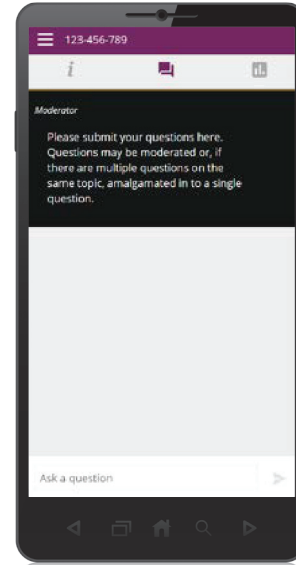 123-456-789
i
Moderator
Please submit your questions here.
Questions may be moderated or, if
there are multiple questions on the
same topic, amalgamated in to a single
question.
Ask a question